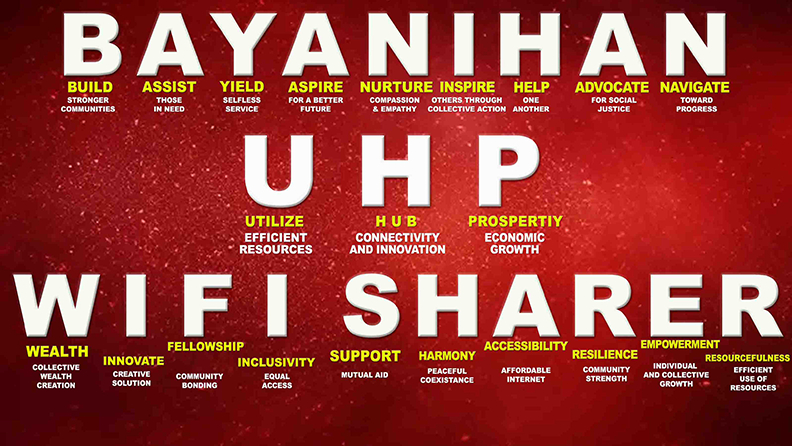 BAYANIHAN
BUILD ASSIST YIELD ASPIRE NURTURE INSPIRE HELP ADVOCATE NAVIGATE
STRONGER THOSE SELFLESS FOR A BETTER COMPASSION OTHERS THROUGH ONE FOR SOCIAL TOWARD
COMMUNITIES IN NEED SERVICE FUTURE & EMPATHY COLLECTIVE ACTION ANOTHER JUSTICE PROGRESS
UHP
UTILIZE HUB PROSPERTIY
EFFICIENT CONNECTIVITY ECONOMIC
RESOURCES AND INNOVATION GROWTH
WIFI SHARER
WEALTH INNOVATE FELLOWSHIP INCLUSIVITY SUPPORT HARMONY ACCESSIBILITY RESILIENCE EMPOWERMENT RESOURCEFULNESS
COLLECTIVE CREATIVE COMMUNITY EQUAL MUTUAL AID PEACEFUL AFFORDABLE COMMUNITY INDIVIDUAL EFFICIENT
WEALTH SOLUTION BONDING ACCESS COEXISTANCE INTERNET STRENGTH AND COLLECTIVE USE OF
CREATION GROWTH RESOURCES